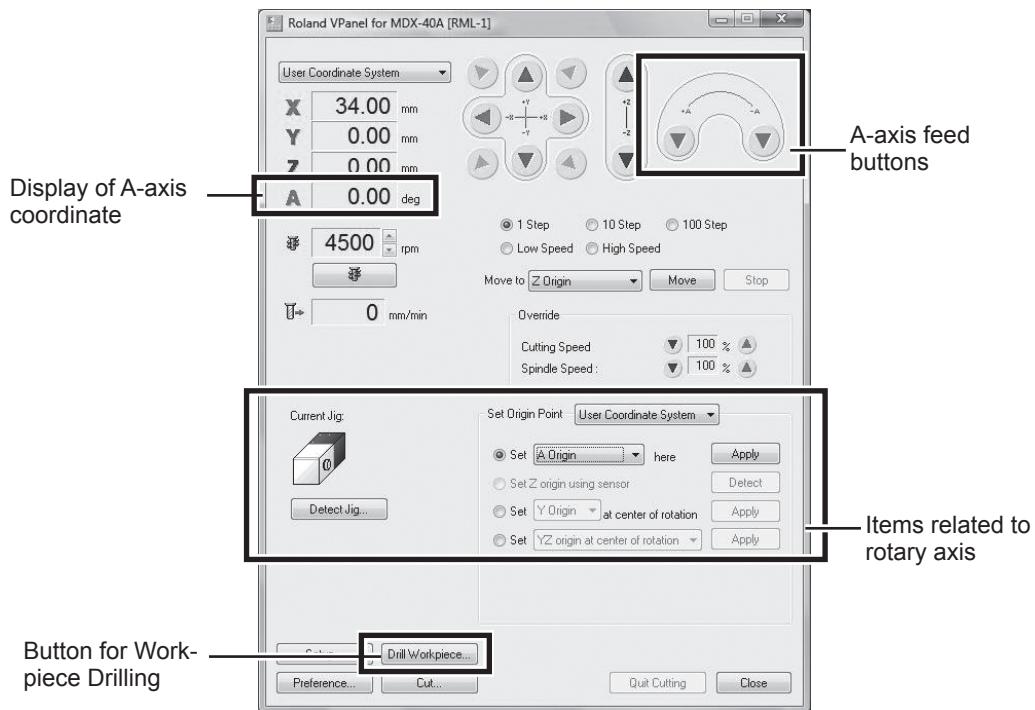 Roland VPanel for MDX-40A [RML-1]
User Coordinate System
X 34.00 mm
Y 0.00 mm
Z 0.00 mm
A 0.00 deg
+Y
-X +X
-Y
+Z
-Z
+A -A
A-axis feed
buttons
Display of A-axis
coordinate
4500 rpm
1 Step 10 Step 100 Step
Low Speed High Speed
Move to Z Origin Move Stop
0 mm/min
Override
Cutting Speed 100 %
Spindle Speed : 100 %
Current Jig:
Detect Jig...
Set Origin Point User Coordinate System
Set A Origin here Apply
Set Z origin using sensor Detect
Set Y Origin at center of rotation Apply
Set YZ origin at center of rotation Apply
Items related to
rotary axis
Button for Work-
piece Drilling
Drill Workpiece...
Preference... Cut... Quit Cutting Close